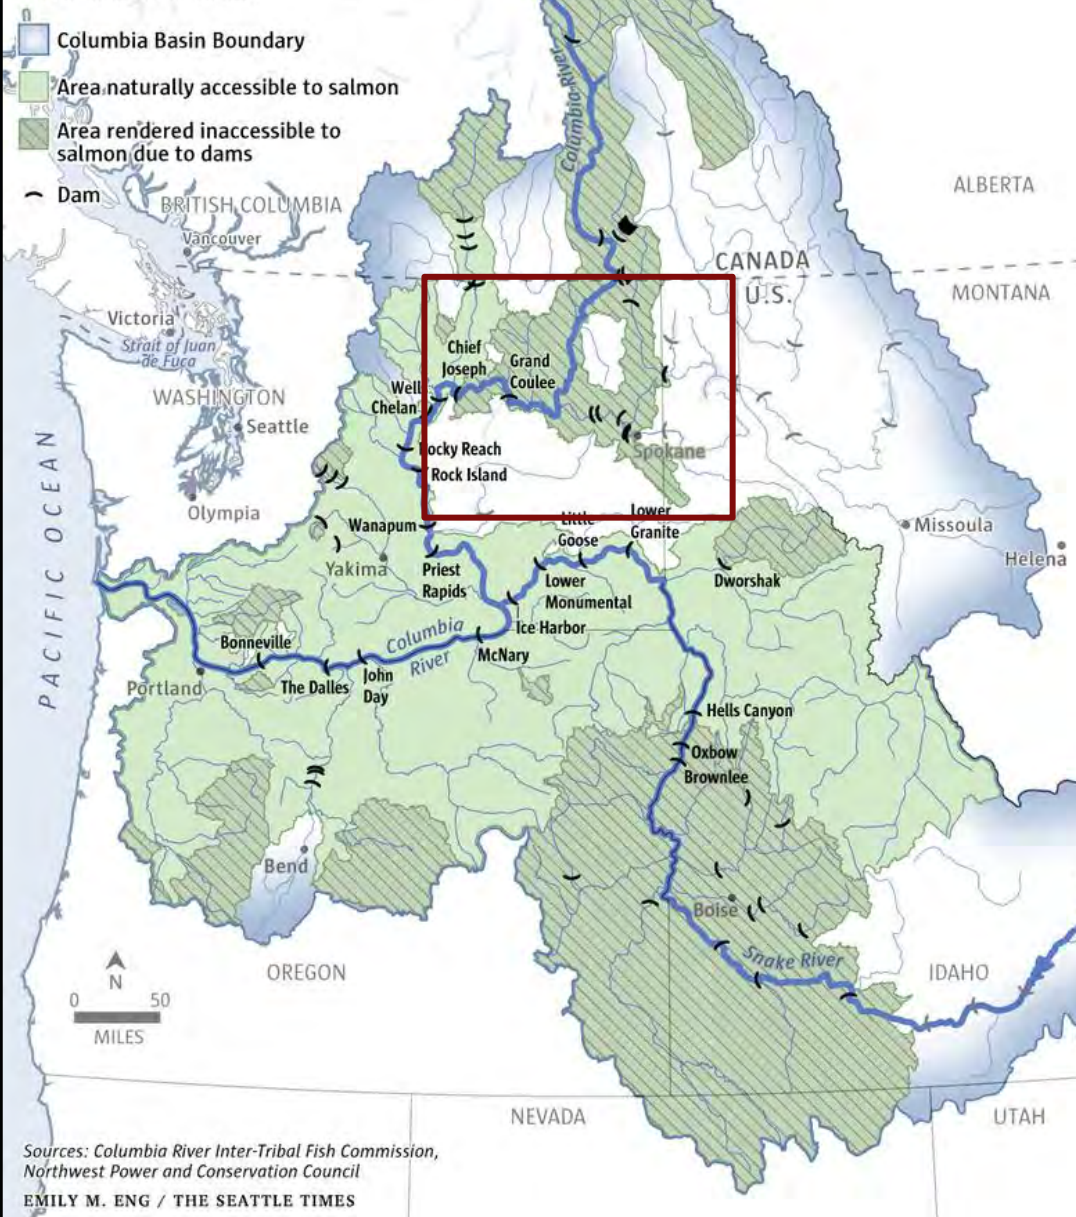 Columbia Basin Boundary
Area naturally accessible to salmon
Area rendered inaccessible to
salmon due to dams
Dam
Columbia River
BRITISH COLUMBIA
ALBERTA
Vancouver
CANADA
U.S.
MONTANA
Victoria
Strait of Juan
de Fuca
WASHINGTON
Seattle
Chief
Joseph
Grand
Coulee
Well
Chelan
Rocky Reach
Rock Island
Spokane
PACIFIC OCEAN
Olympia
Wanapum
Little
Goose
Lower
Granite
Missoula
Helena
Yakima
Priest
Rapids
Lower
Monumental
Dworshak
Ice Harbor
Bonneville
Columbia
River
McNary
Portland
The Dalles
John
Day
Hells Canyon
Oxbow
Brownlee
Bend
Boise
Snake River
OREGON
IDAHO
N
0 50
MILES
NEVADA
UTAH
Sources: Columbia River Inter-Tribal Fish Commission,
Northwest Power and Conservation Council
EMILY M. ENG / THE SEATTLE TIMES